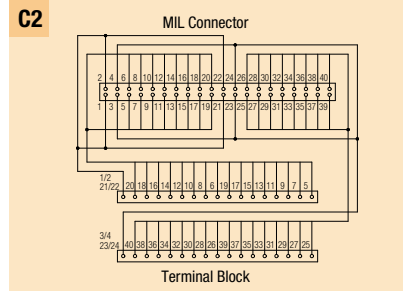 C2
MIL Connector
2 4 6 8 10 12 14 16 18 20 22 24 26 28 30 32 34 36 38 40
1 3 5 7 9 11 13 15 17 19 21 23 25 27 29 31 33 35 37 39
1/2
21/22 20 18 16 14 12 10 8 6 19 17 15 13 11 9 7 5
3/4
23/24 40 38 36 34 32 30 28 26 39 37 35 33 31 29 27 25
Terminal Block